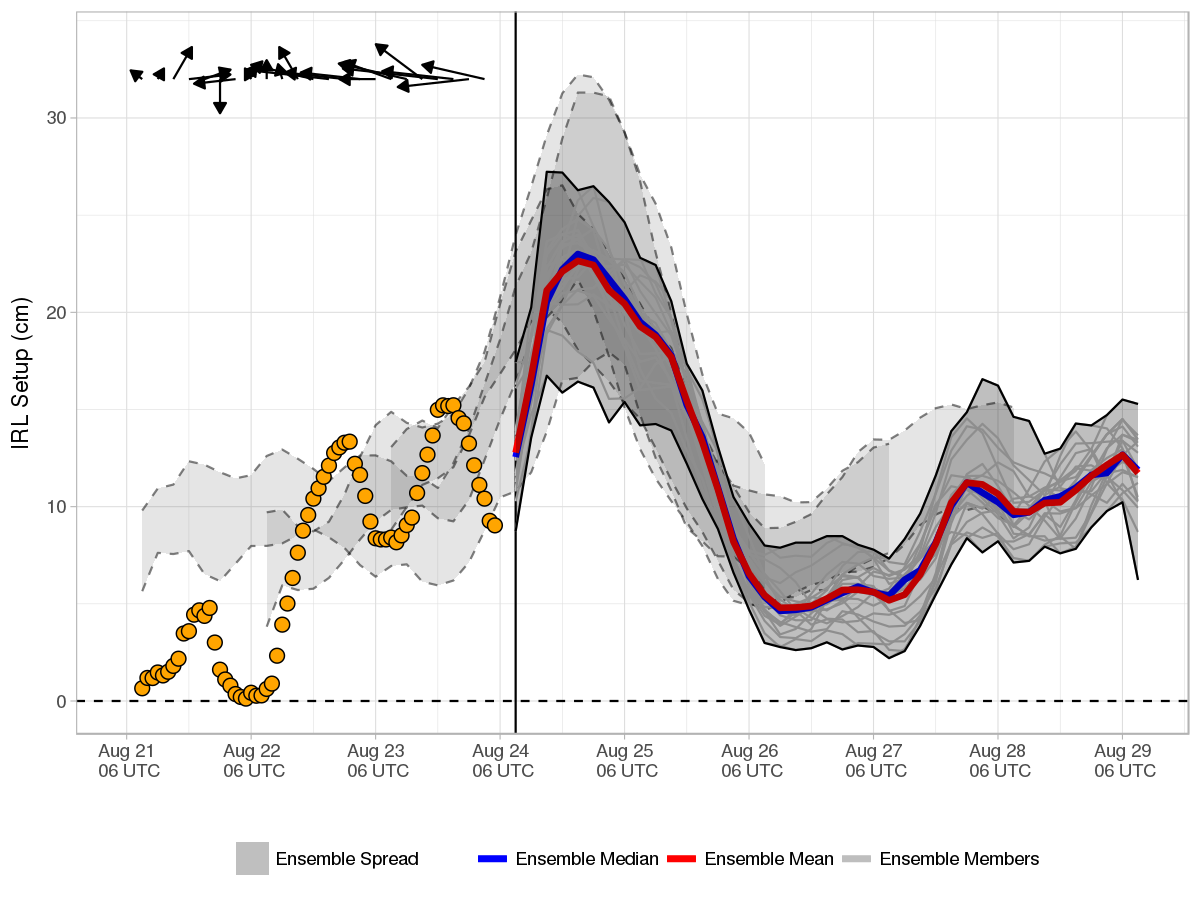 IRL Setup (cm)
30
20
10
0
Aug 21 Aug 22 Aug 23 Aug 24 Aug 25 Aug 26 Aug 27 Aug 28 Aug 29
06 UTC 06 UTC 06 UTC 06 UTC 06 UTC 06 UTC 06 UTC 06 UTC 06 UTC
Ensemble Spread Ensemble Median Ensemble Mean Ensemble Members